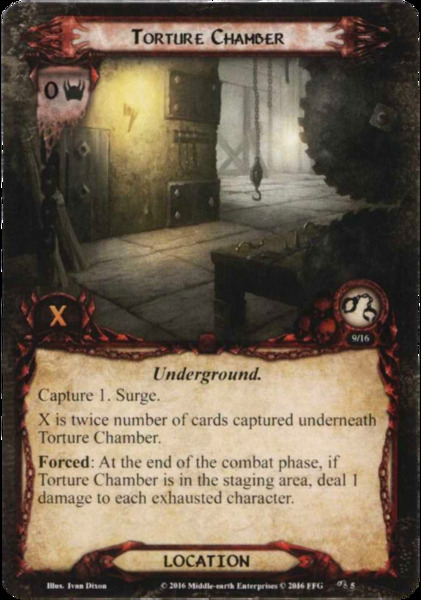 TORTURE CHAMBER
0
X
9/16
Underground.
Capture 1. Surge.
X is twice number of cards captured underneath
Torture Chamber.
Forced: At the end of the combat phase, if
Torture Chamber is in the staging area, deal 1
damage to each exhausted character.
LOCATION
Illus. Ivan Dixon © 2016 Middle-earth Enterprises © 2016 FFG 5